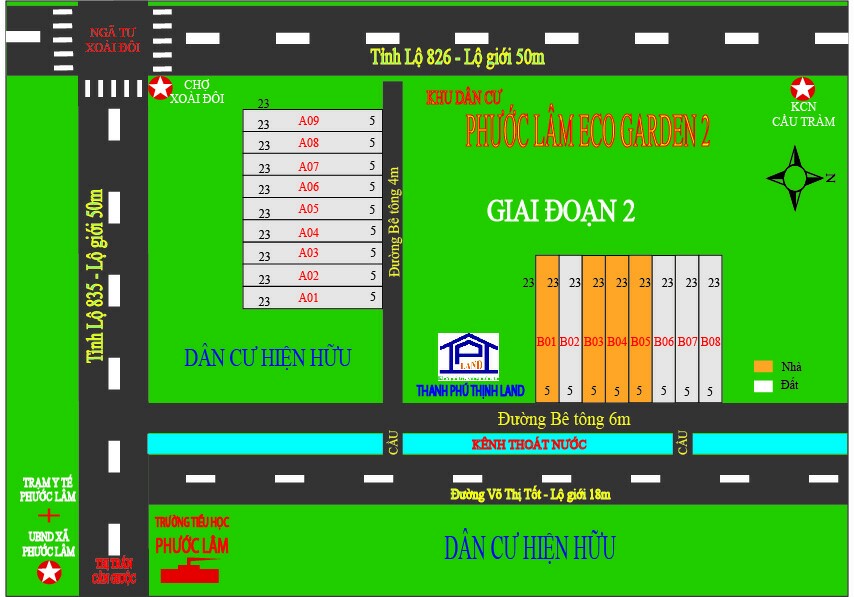 NGÃ TƯ
XOÀI ĐÔI
Tỉnh Lộ 826 - Lộ giới 50m
CHỢ
XOÀI ĐÔI
KHU DÂN CƯ
PHƯỚC LÂM ECO GARDEN 2
KCN
CẦU TRÀM
N
GIAI ĐOẠN 2
Tỉnh Lộ 835 - Lộ giới 50m
Đường Bê tông 4m
23
23 A09 5
23 A08 5
23 A07 5
23 A06 5
23 A05 5
23 A04 5
23 A03 5
23 A02 5
23 A01 5
DÂN CƯ HIỆN HỮU
LAND
THANH PHÚ THỊNH LAND
23 23 23 23 23 23 23 23 23
B01 B02 B03 B04 B05 B06 B07 B08
5 5 5 5 5 5 5 5
Nhà
Đất
Đường Bê tông 6m
CẦU
KÊNH THOÁT NƯỚC
CẦU
Đường Võ Thị Tốt - Lộ giới 18m
TRẠM Y TẾ
PHƯỚC LÂM
UBND XÃ
PHƯỚC LÂM
THỊ TRẤN
CẦN GIUỘC
TRƯỜNG TIỂU HỌC
PHƯỚC LÂM
DÂN CƯ HIỆN HỮU